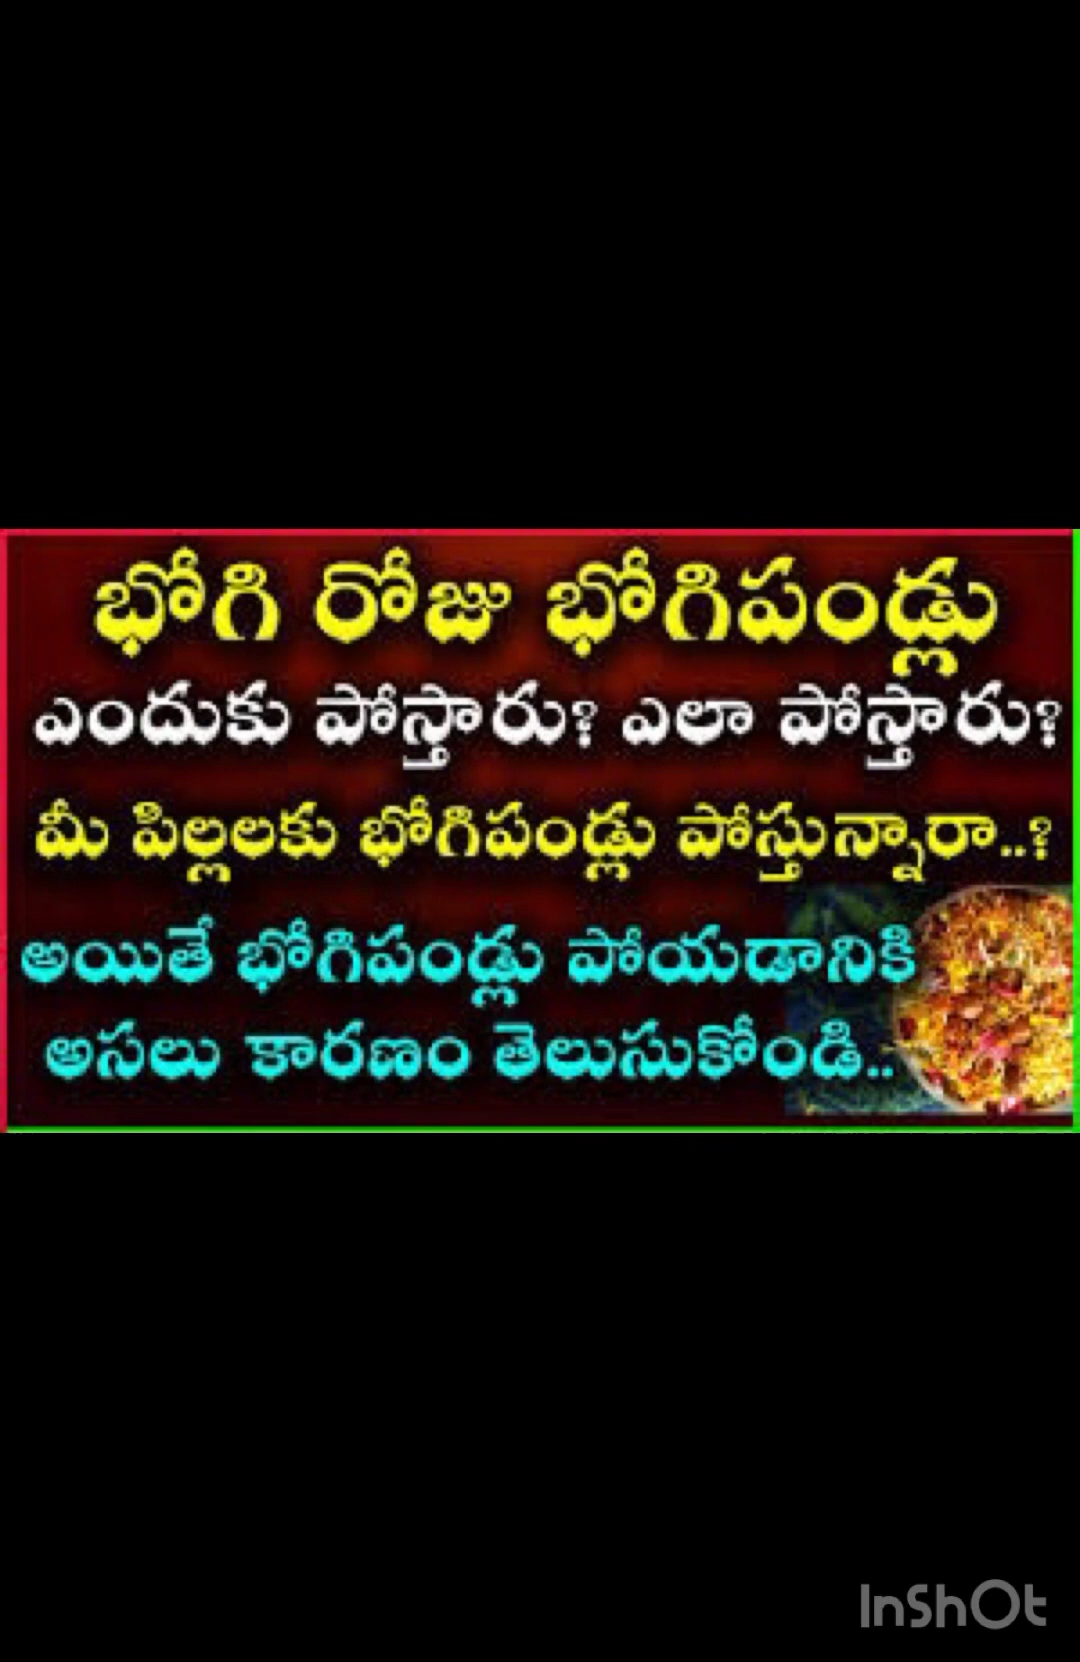 భోగి రోజు భోగిపండ్లు
ఎందుకు పోస్తారు? ఎలా పోస్తారు?
మీ పిల్లలకు భోగిపండ్లు పోస్తున్నారా..?
అయితే భోగిపండ్లు పోయడానికి
అసలు కారణం తెలుసుకోండి..
InShOt